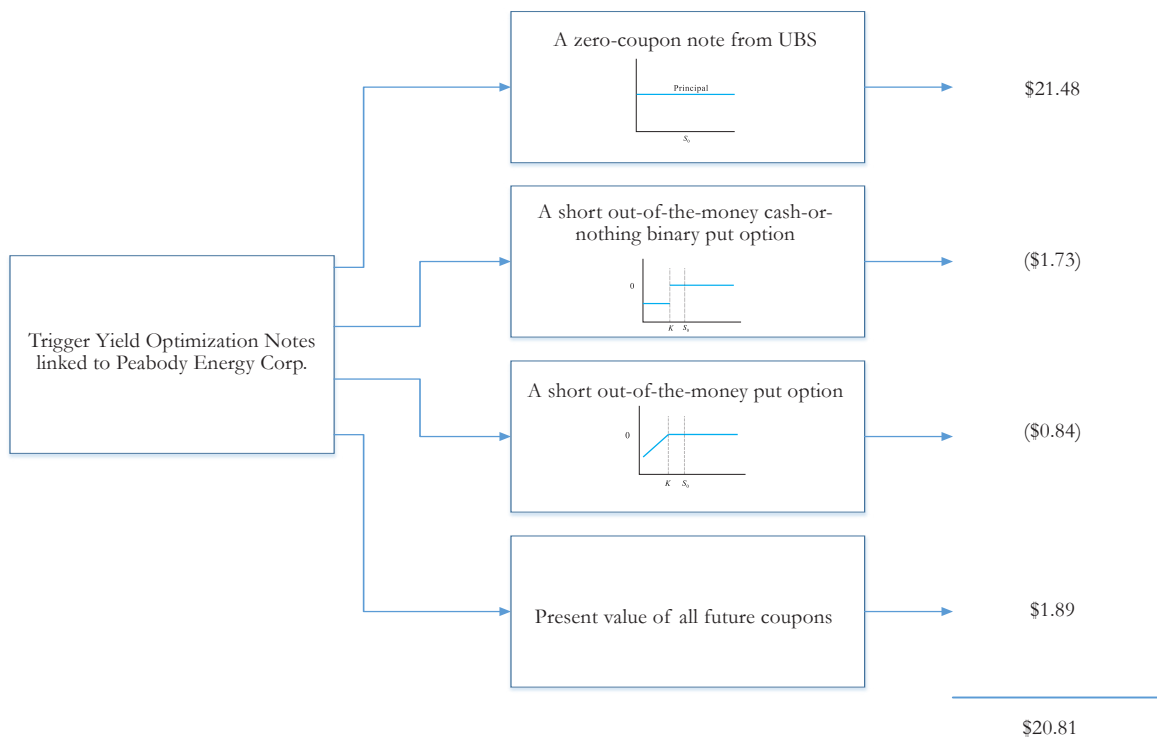 A zero-coupon note from UBS
Principal
S0
$21.48
A short out-of-the-money cash-or-
nothing binary put option
0
K S0
($1.73)
Trigger Yield Optimization Notes
linked to Peabody Energy Corp.
A short out-of-the-money put option
0
K S0
($0.84)
Present value of all future coupons
$1.89
$20.81